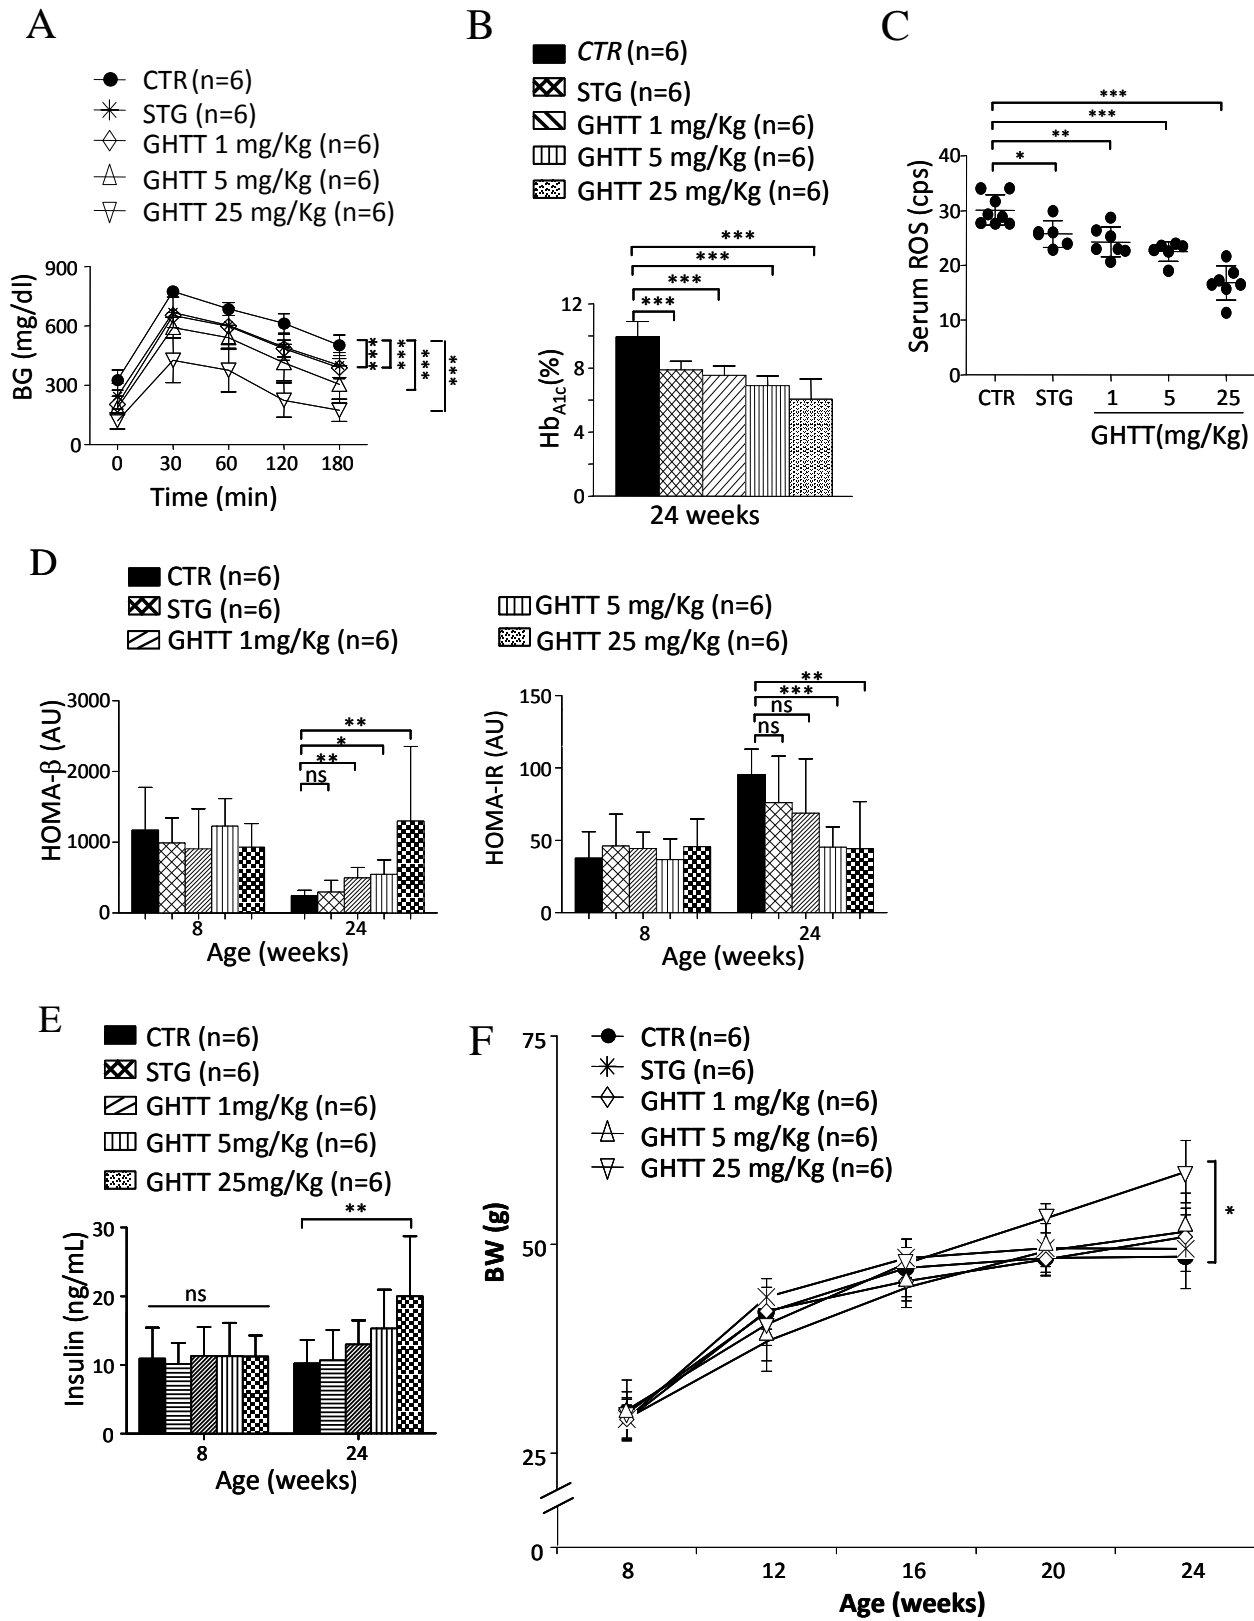 A
CTR (n=6)
STG (n=6)
GHTT 1 mg/Kg (n=6)
GHTT 5 mg/Kg (n=6)
GHTT 25 mg/Kg (n=6)
BG (mg/dl)
900
600
300
0
0 30 60 120 180
Time (min)
***
***
***
***
B
CTR (n=6)
STG (n=6)
GHTT 1 mg/Kg (n=6)
GHTT 5 mg/Kg (n=6)
GHTT 25 mg/Kg (n=6)
***
***
***
***
HbA1c(%)
12
8
4
0
24 weeks
C
***
***
**
*
Serum ROS (cps)
40
30
20
10
0
CTR STG 1 5 25
GHTT(mg/Kg)
D
CTR (n=6)
STG (n=6)
GHTT 1mg/Kg (n=6)
GHTT 5 mg/Kg (n=6)
GHTT 25 mg/Kg (n=6)
HOMA-β (AU)
3000
2000
1000
0
**
*
**
ns
8 24
Age (weeks)
HOMA-IR (AU)
150
100
50
0
**
***
ns
ns
8 24
Age (weeks)
E
CTR (n=6)
STG (n=6)
GHTT 1mg/Kg (n=6)
GHTT 5mg/Kg (n=6)
GHTT 25mg/Kg (n=6)
Insulin (ng/mL)
30
20
10
0
ns
**
8 24
Age (weeks)
F
CTR (n=6)
STG (n=6)
GHTT 1 mg/Kg (n=6)
GHTT 5 mg/Kg (n=6)
GHTT 25 mg/Kg (n=6)
BW (g)
75
50
25
0
*
8 12 16 20 24
Age (weeks)